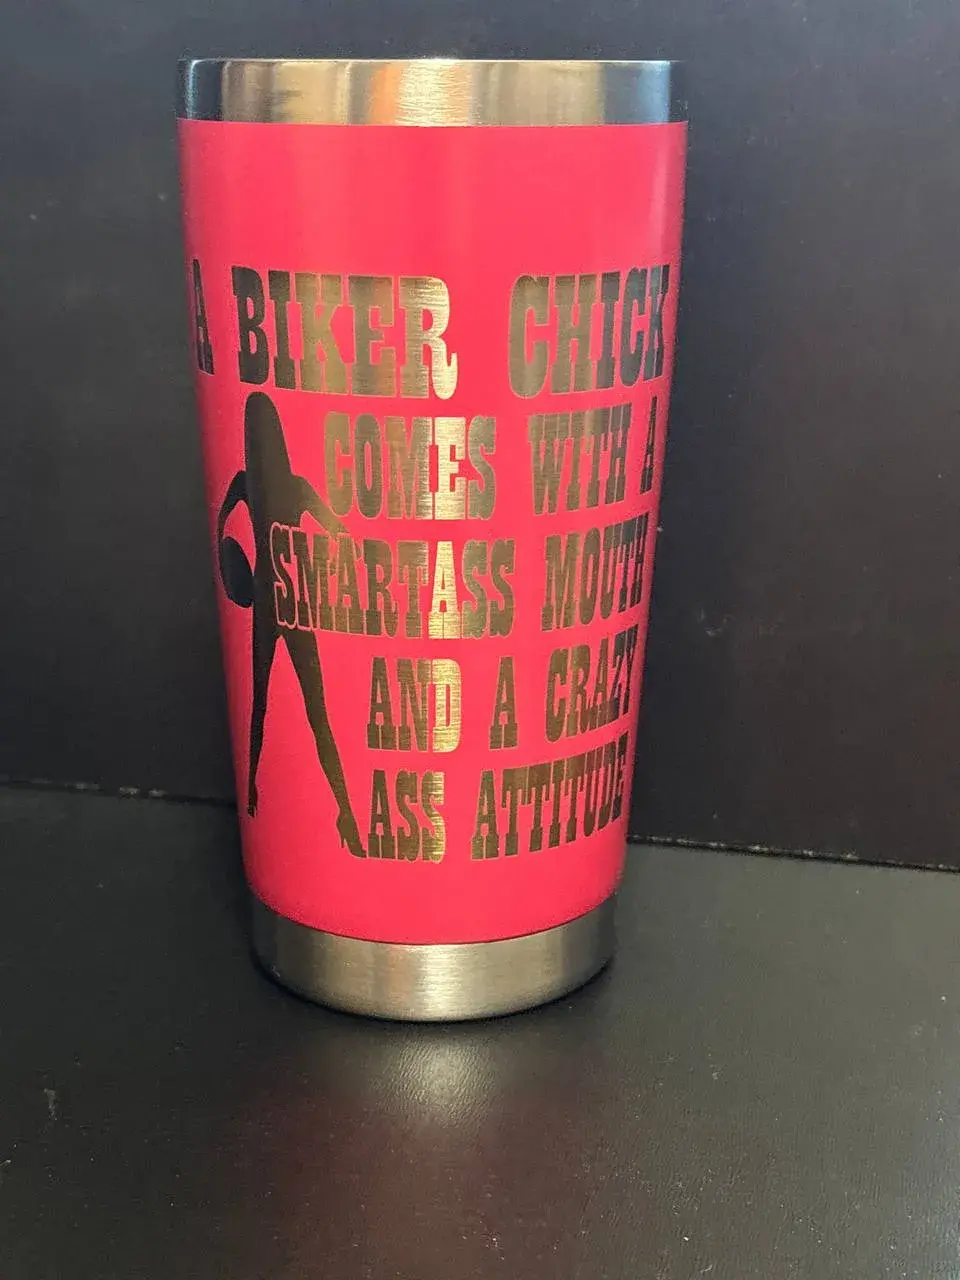 A BIKER CHICK
COMES WITH A
SMARTASS MOUTH
AND A CRAZY
ASS ATTITUDE